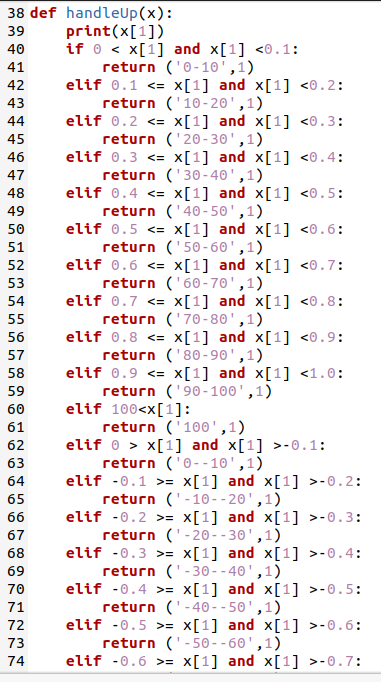 38 def handleUp(x):
39     print(x[1])
40     if 0 < x[1] and x[1] <0.1:
41         return ('0-10',1)
42     elif 0.1 <= x[1] and x[1] <0.2:
43         return ('10-20',1)
44     elif 0.2 <= x[1] and x[1] <0.3:
45         return ('20-30',1)
46     elif 0.3 <= x[1] and x[1] <0.4:
47         return ('30-40',1)
48     elif 0.4 <= x[1] and x[1] <0.5:
49         return ('40-50',1)
50     elif 0.5 <= x[1] and x[1] <0.6:
51         return ('50-60',1)
52     elif 0.6 <= x[1] and x[1] <0.7:
53         return ('60-70',1)
54     elif 0.7 <= x[1] and x[1] <0.8:
55         return ('70-80',1)
56     elif 0.8 <= x[1] and x[1] <0.9:
57         return ('80-90',1)
58     elif 0.9 <= x[1] and x[1] <1.0:
59         return ('90-100',1)
60     elif 100<x[1]:
61         return ('100',1)
62     elif 0 > x[1] and x[1] >-0.1:
63         return ('0--10',1)
64     elif -0.1 >= x[1] and x[1] >-0.2:
65         return ('-10--20',1)
66     elif -0.2 >= x[1] and x[1] >-0.3:
67         return ('-20--30',1)
68     elif -0.3 >= x[1] and x[1] >-0.4:
69         return ('-30--40',1)
70     elif -0.4 >= x[1] and x[1] >-0.5:
71         return ('-40--50',1)
72     elif -0.5 >= x[1] and x[1] >-0.6:
73         return ('-50--60',1)
74     elif -0.6 >= x[1] and x[1] >-0.7: